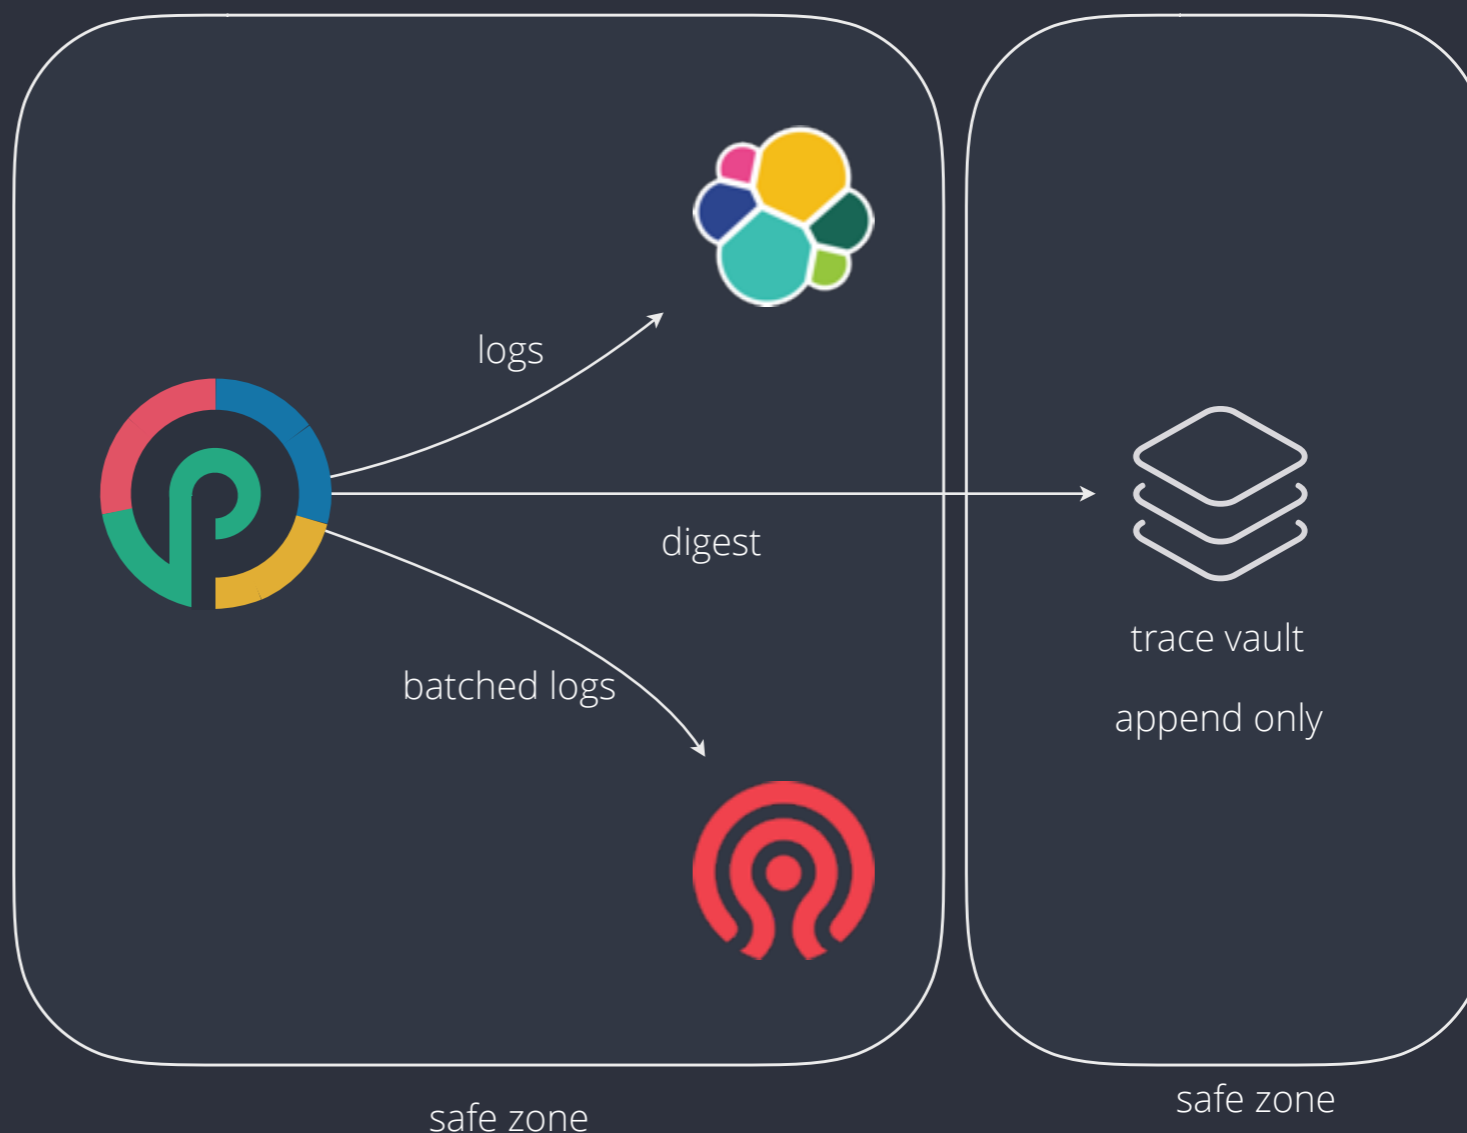 logs
digest
batched logs
trace vault
append only
safe zone
safe zone